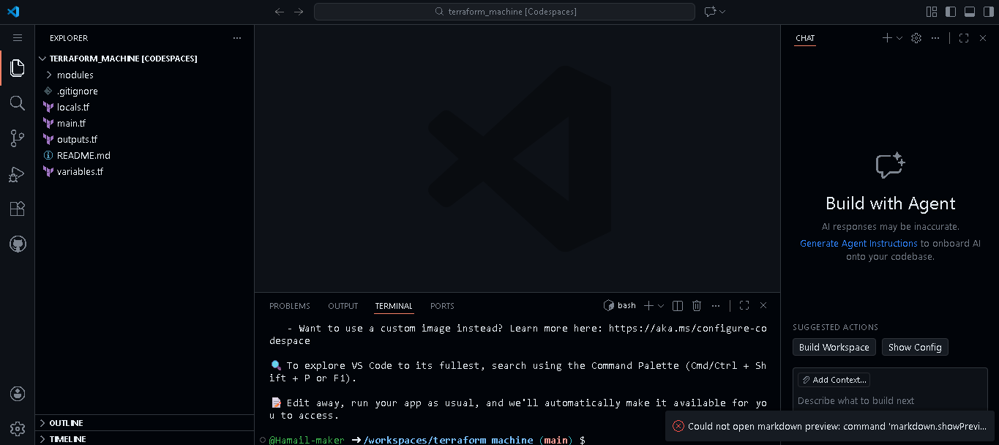 terraform_machine [Codespaces]
EXPLORER
TERRAFORM_MACHINE [CODESPACES]
modules
.gitignore
locals.tf
main.tf
outputs.tf
README.md
variables.tf
OUTLINE
TIMELINE
PROBLEMS
OUTPUT
TERMINAL
PORTS
bash
- Want to use a custom image instead? Learn more here: https://aka.ms/configure-co
despace
To explore VS Code to its fullest, search using the Command Palette (Cmd/Ctrl + Sh
ift + P or F1).
Edit away, run your app as usual, and we'll automatically make it available for yo
u to access.
@Hamail-maker ➜ /workspaces/terraform_machine (main) $
CHAT
Build with Agent
AI responses may be inaccurate.
Generate Agent Instructions to onboard AI
onto your codebase.
SUGGESTED ACTIONS
Build Workspace
Show Config
Add Context...
Describe what to build next
Could not open markdown preview: command 'markdown.showPrevi...